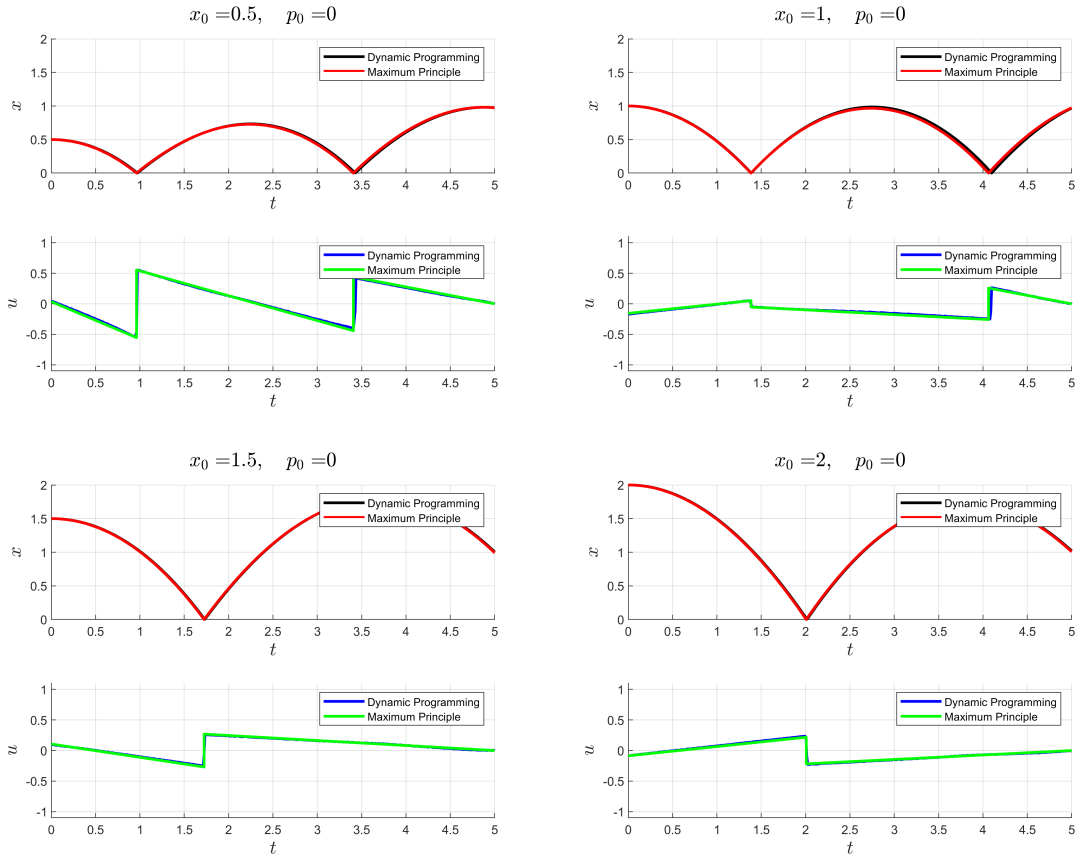 x₀ =0.5, p₀ =0
2
1.5
1
0.5
0
x
Dynamic Programming
Maximum Principle
0 0.5 1 1.5 2 2.5 3 3.5 4 4.5 5
t
1
0.5
0
-0.5
-1
u
Dynamic Programming
Maximum Principle
0 0.5 1 1.5 2 2.5 3 3.5 4 4.5 5
t
x₀ =1, p₀ =0
2
1.5
1
0.5
0
x
Dynamic Programming
Maximum Principle
0 0.5 1 1.5 2 2.5 3 3.5 4 4.5 5
t
1
0.5
0
-0.5
-1
u
Dynamic Programming
Maximum Principle
0 0.5 1 1.5 2 2.5 3 3.5 4 4.5 5
t
x₀ =1.5, p₀ =0
2
1.5
1
0.5
0
x
Dynamic Programming
Maximum Principle
0 0.5 1 1.5 2 2.5 3 3.5 4 4.5 5
t
1
0.5
0
-0.5
-1
u
Dynamic Programming
Maximum Principle
0 0.5 1 1.5 2 2.5 3 3.5 4 4.5 5
t
x₀ =2, p₀ =0
2
1.5
1
0.5
0
x
Dynamic Programming
Maximum Principle
0 0.5 1 1.5 2 2.5 3 3.5 4 4.5 5
t
1
0.5
0
-0.5
-1
u
Dynamic Programming
Maximum Principle
0 0.5 1 1.5 2 2.5 3 3.5 4 4.5 5
t